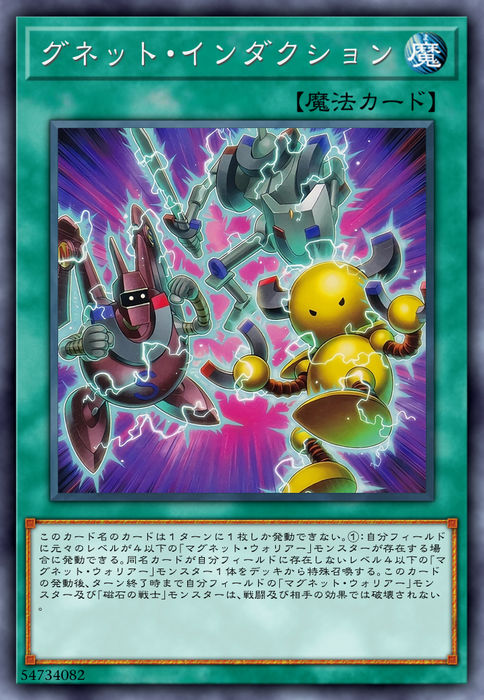 グネット・インダクション 魔
【魔法カード】
S
このカード名のカードは１ターンに１枚しか発動できない。①:自分フィールド
に元々のレベルが４以下の「マグネット・ウォリアー」モンスターが存在する場
合に発動できる。同名カードが自分フィールドに存在しないレベル４以下の「マ
グネット・ウォリアー」モンスター１体をデッキから特殊召喚する。このカード
の発動後、ターン終了時まで自分フィールドの「マグネット・ウォリアー」モン
スター及び「磁石の戦士」モンスターは、戦闘及び相手の効果では破壊されない
。
54734082